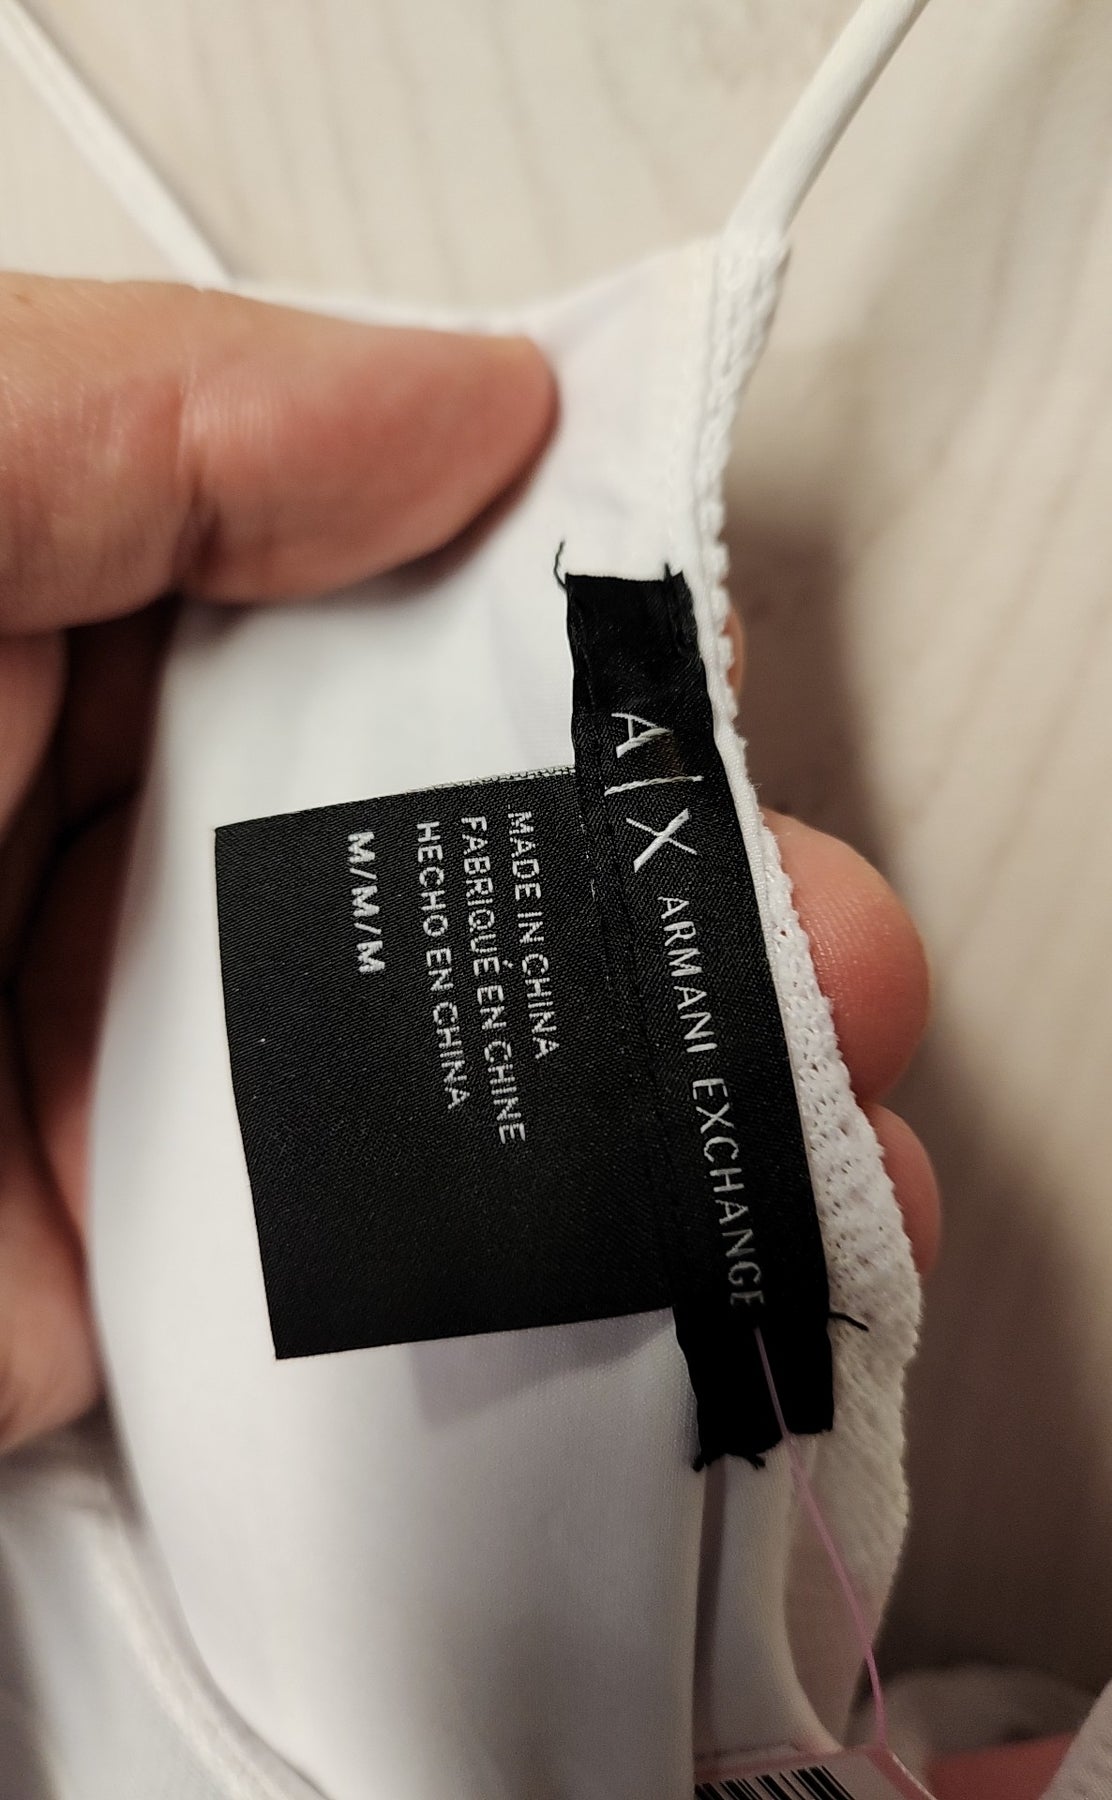 A|X ARMANI EXCHANGE
MADE IN CHINA
FABRIQUÉ EN CHINE
HECHO EN CHINA
M/M/M